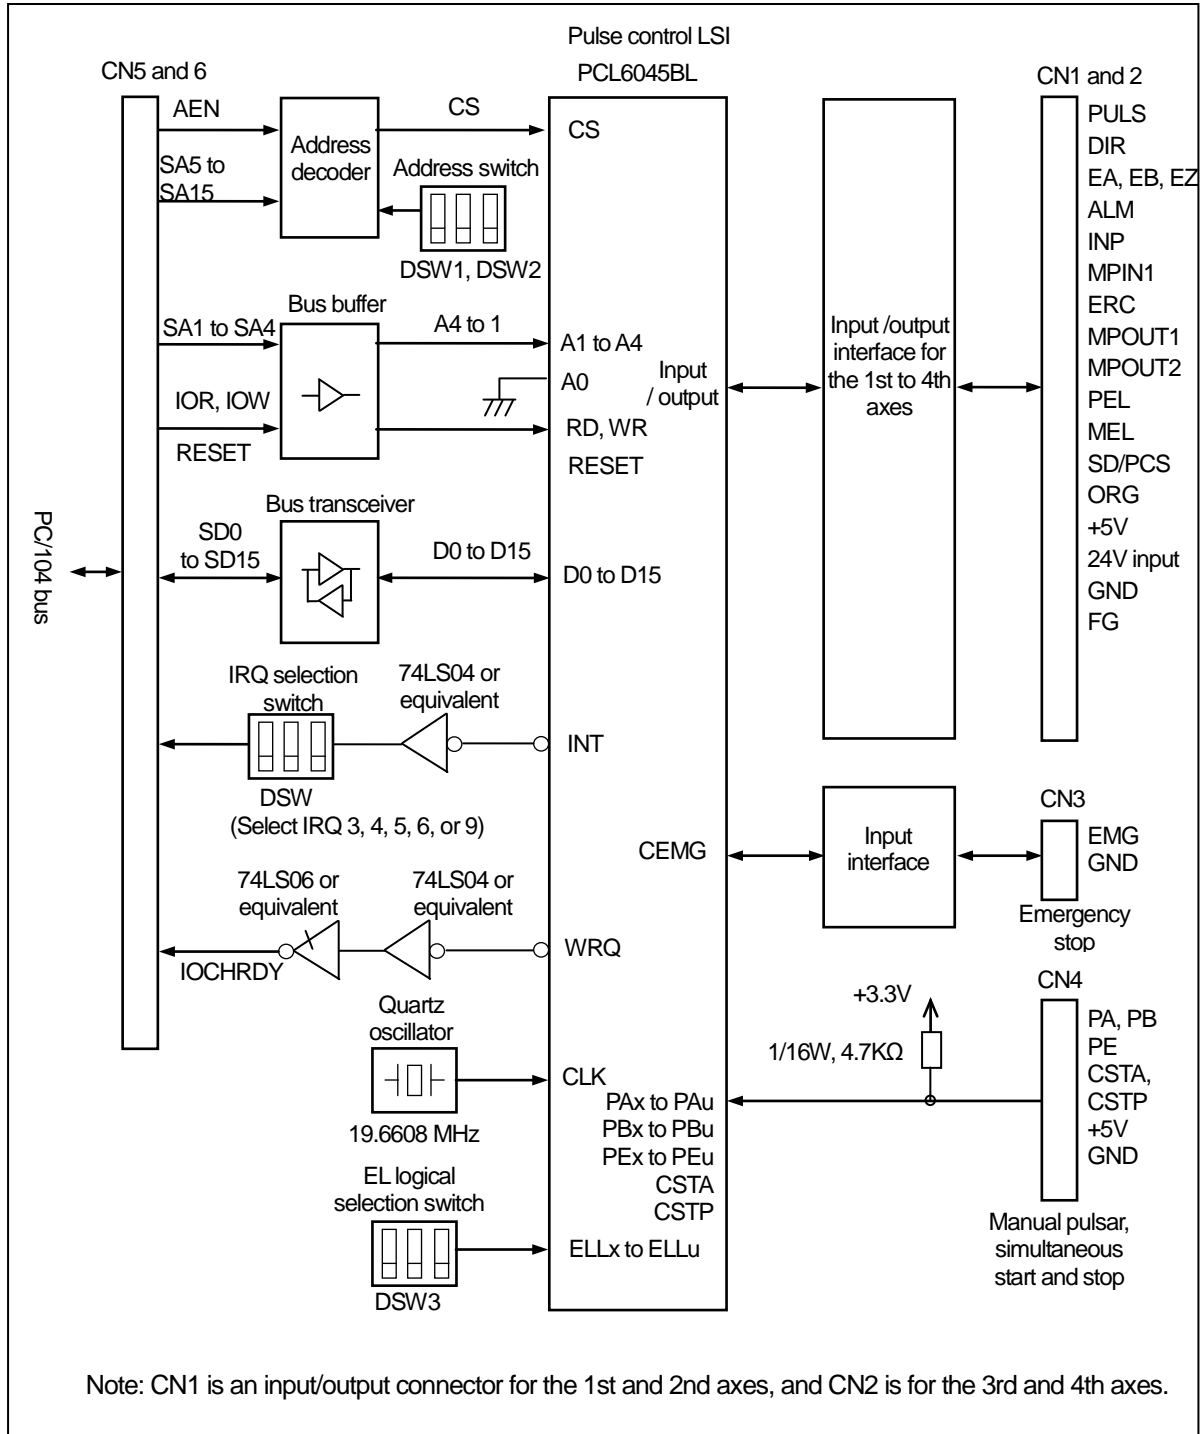 Pulse control LSI
PCL6045BL
CN5 and 6
CN1 and 2
AEN
Address
decoder
CS
CS
SA5 to
SA15
Address switch
DSW1, DSW2
Bus buffer
SA1 to SA4
A4 to 1
A1 to A4
A0
IOR, IOW
RD, WR
RESET
RESET
Input
/ output
Input /output
interface for
the 1st to 4th
axes
PULS
DIR
EA, EB, EZ
ALM
INP
MPIN1
ERC
MPOUT1
MPOUT2
PEL
MEL
SD/PCS
ORG
+5V
24V input
GND
FG
PC/104 bus
Bus transceiver
SD0
to SD15
D0 to D15
D0 to D15
IRQ selection
switch
74LS04 or
equivalent
INT
DSW
(Select IRQ 3, 4, 5, 6, or 9)
CEMG
Input
interface
CN3
EMG
GND
Emergency
stop
74LS06 or
equivalent
74LS04 or
equivalent
WRQ
IOCHRDY
Quartz
oscillator
CLK
19.6608 MHz
+3.3V
1/16W, 4.7KΩ
CN4
PA, PB
PE
CSTA,
CSTP
+5V
GND
Manual pulsar,
simultaneous
start and stop
PAx to PAu
PBx to PBu
PEx to PEu
CSTA
CSTP
EL logical
selection switch
ELLx to ELLu
DSW3
Note: CN1 is an input/output connector for the 1st and 2nd axes, and CN2 is for the 3rd and 4th axes.